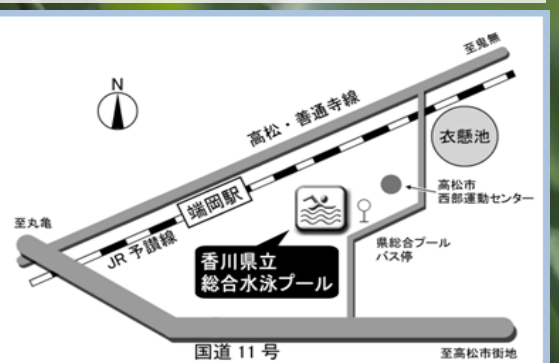 至鬼無
N
高松・善通寺線
衣懸池
端岡駅
高松市
西部運動センター
至丸亀
JR予讃線
県総合プール
バス停
香川県立
総合水泳プール
国道11号
至高松市街地